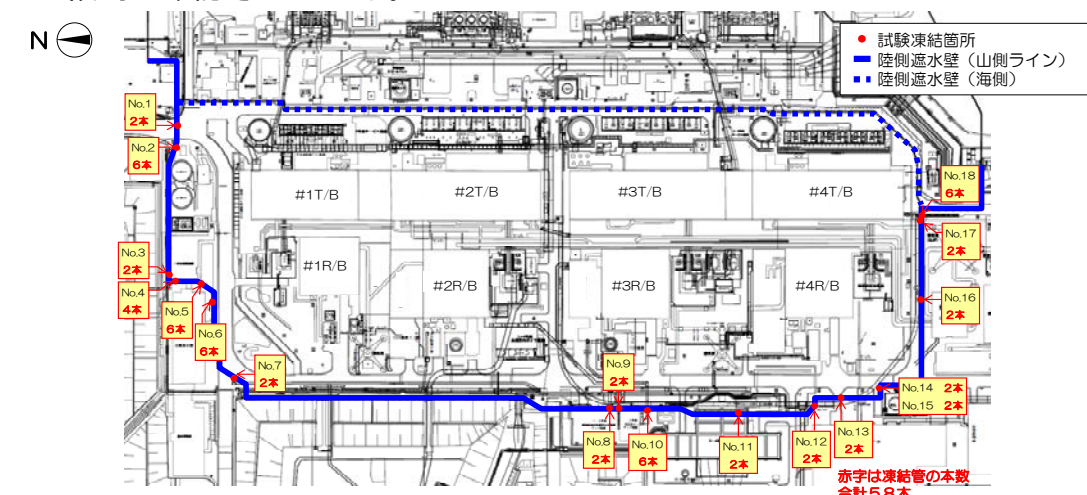 N
● 試験凍結箇所
陸側遮水壁（山側ライン）
陸側遮水壁（海側）
No.1
2本
No.2
6本
No.18
6本
#1T/B
#2T/B
#3T/B
#4T/B
No.17
2本
No.3
2本
#1R/B
#2R/B
#3R/B
#4R/B
No.4
4本
No.16
2本
No.5
6本
No.6
6本
No.7
2本
No.9
2本
No.14 2本
No.15 2本
No.8
2本
No.10
6本
No.11
2本
No.12
2本
No.13
2本
赤字は凍結管の本数
合計５８本